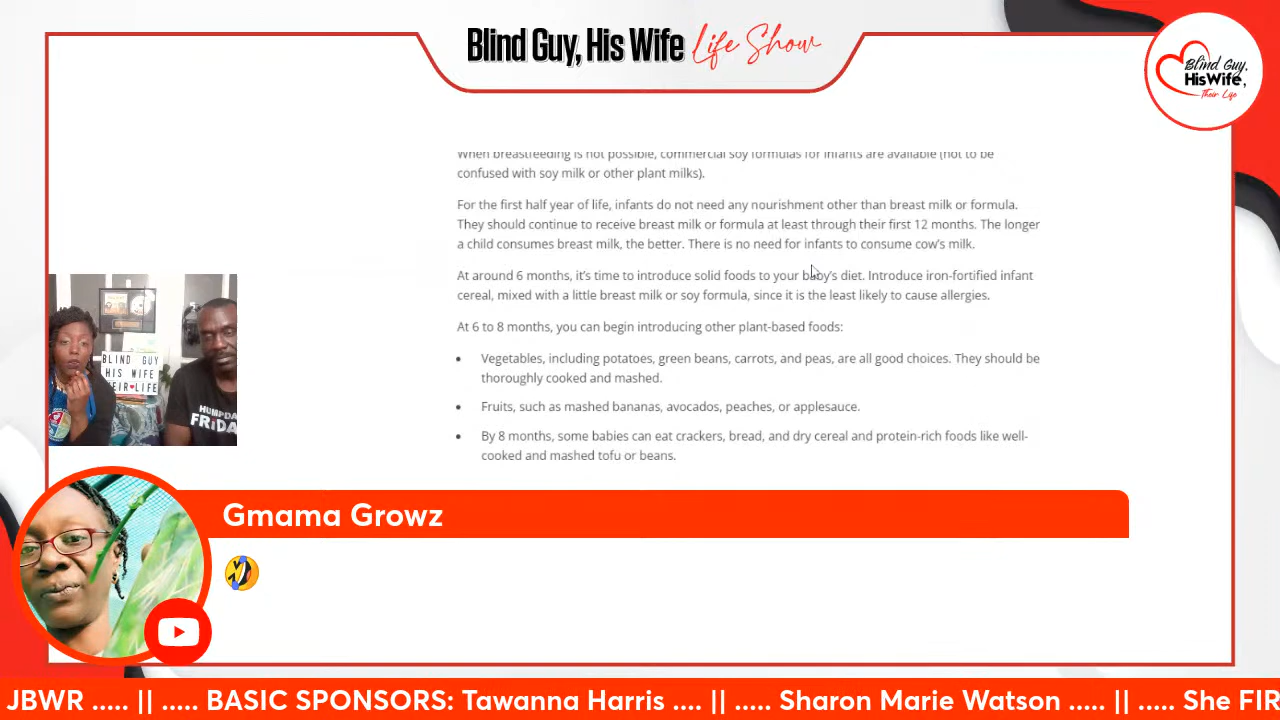 Blind Guy, His Wife Life Show
Blind Guy,
His Wife,
Their Life
When breastfeeding is not possible, commercial soy formulas for infants are available (not to be
confused with soy milk or other plant milks).
For the first half year of life, infants do not need any nourishment other than breast milk or formula.
They should continue to receive breast milk or formula at least through their first 12 months. The longer
a child consumes breast milk, the better. There is no need for infants to consume cow's milk.
At around 6 months, it's time to introduce solid foods to your baby's diet. Introduce iron-fortified infant
cereal, mixed with a little breast milk or soy formula, since it is the least likely to cause allergies.
At 6 to 8 months, you can begin introducing other plant-based foods:
• Vegetables, including potatoes, green beans, carrots, and peas, are all good choices. They should be
thoroughly cooked and mashed.
• Fruits, such as mashed bananas, avocados, peaches, or applesauce.
• By 8 months, some babies can eat crackers, bread, and dry cereal and protein-rich foods like well-
cooked and mashed tofu or beans.
BLIND GUY
HIS WIFE
EIR♥LIFE
HUMPDA
FRIDA
Gmama Growz
🤣
JBWR ..... || ..... BASIC SPONSORS: Tawanna Harris .... || ..... Sharon Marie Watson ..... || ..... She FIR